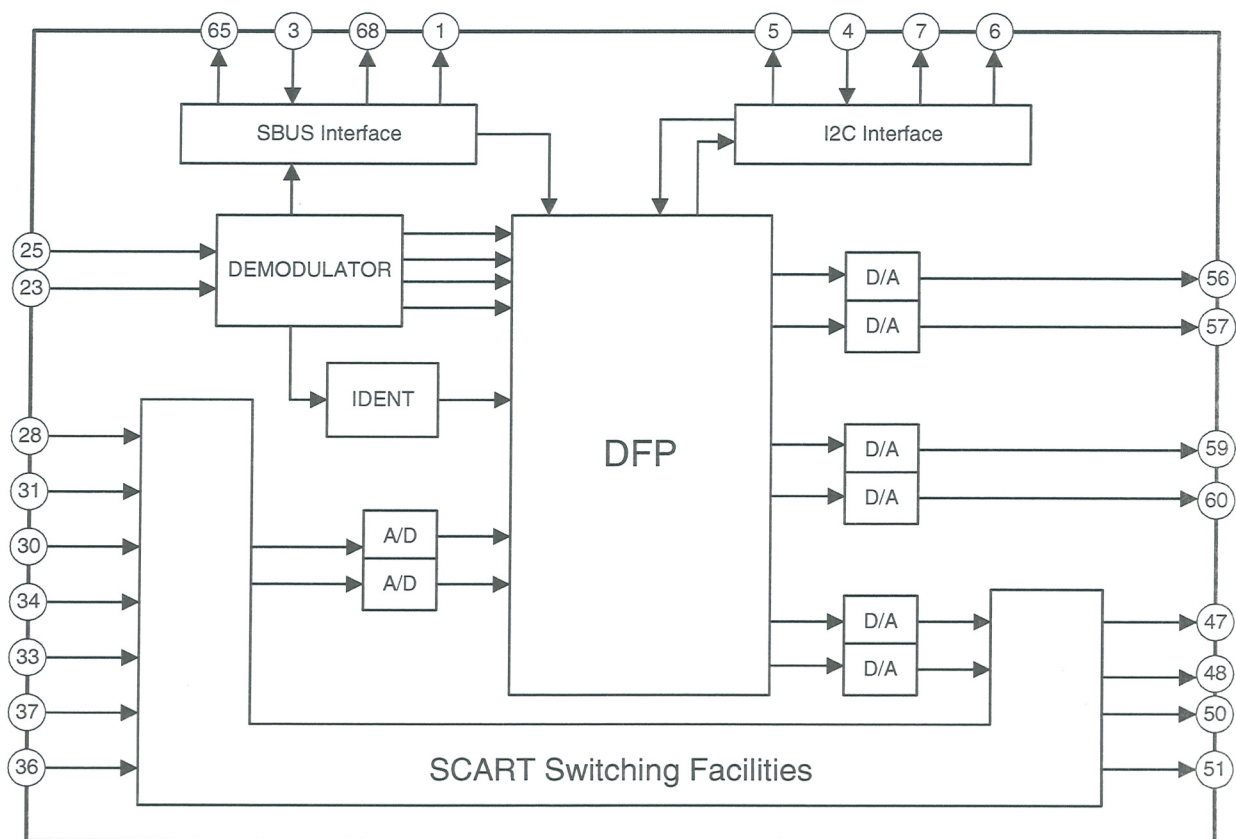 65 3 68 1 5 4 7 6
SBUS Interface I2C Interface
25
23
DEMODULATOR
D/A 56
D/A 57
IDENT
28
31
30
34
33
37
36
DFP
D/A 59
D/A 60
A/D
A/D
D/A 47
D/A 48
50
51
SCART Switching Facilities